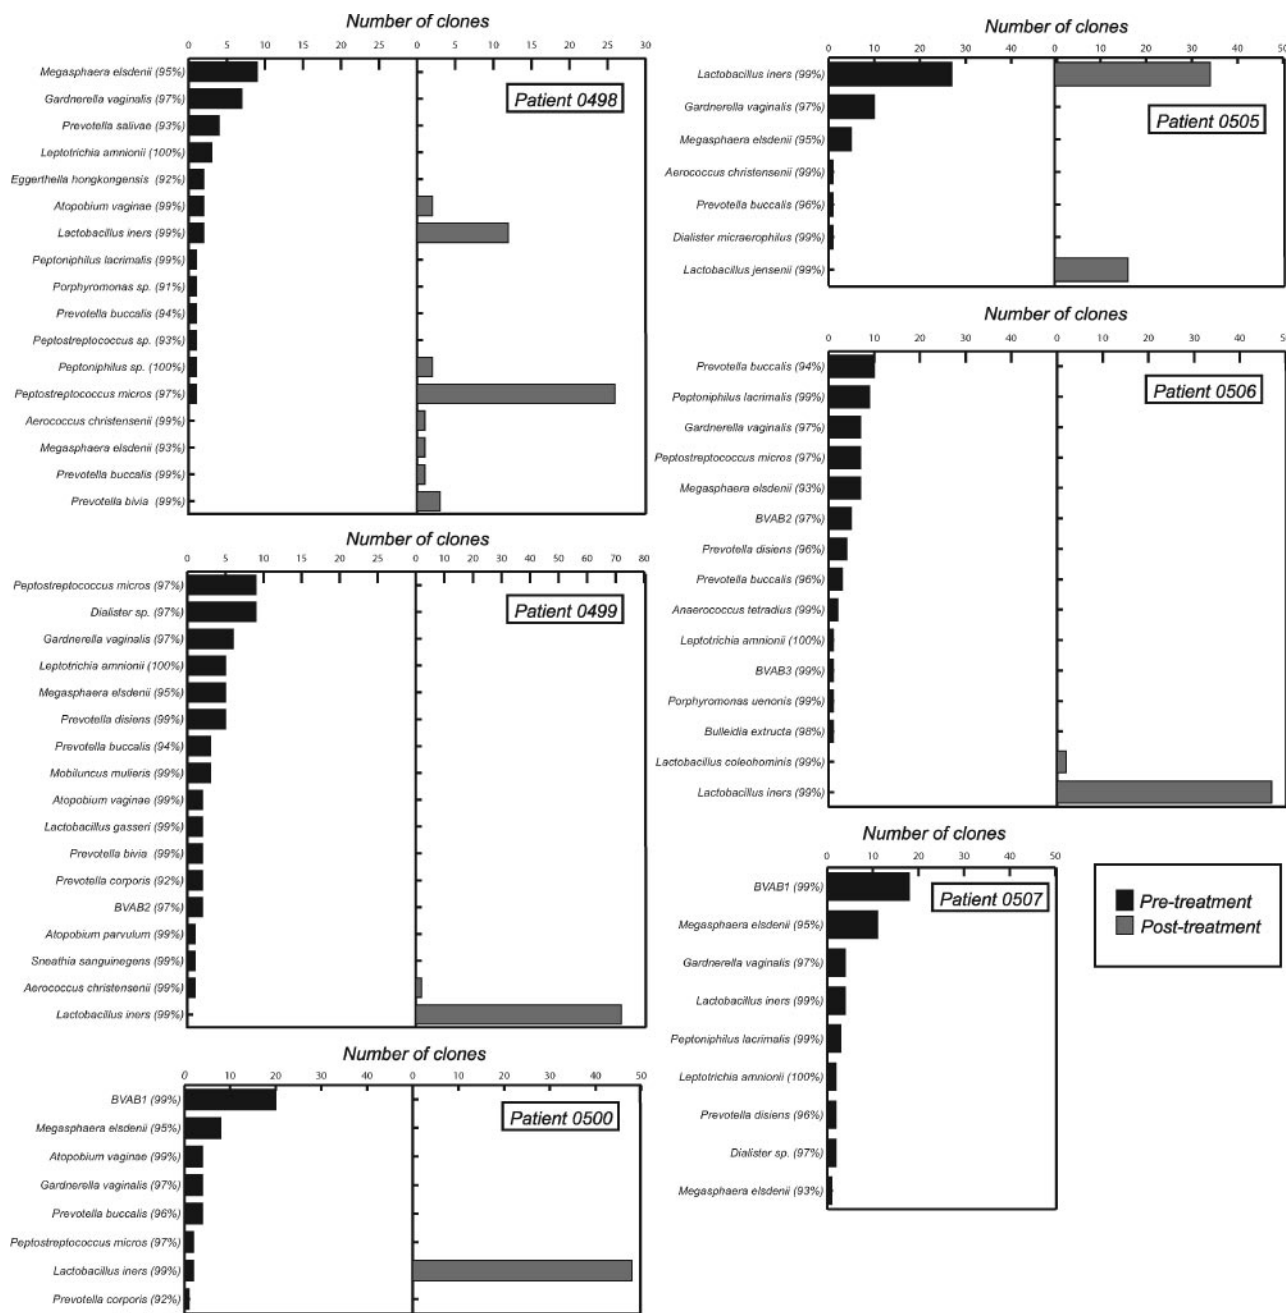 Number of clones
0 5 10 15 20 25 0 5 10 15 20 25 30
Patient 0498
Megasphaera elsdenii (95%)
Gardnerella vaginalis (97%)
Prevotella salivae (93%)
Leptotrichia amnionii (100%)
Eggerthella hongkongensis (92%)
Atopobium vaginae (99%)
Lactobacillus iners (99%)
Peptoniphilus lacrimalis (99%)
Porphyromonas sp. (91%)
Prevotella buccalis (94%)
Peptostreptococcus sp. (93%)
Peptoniphilus sp. (100%)
Peptostreptococcus micros (97%)
Aerococcus christensenii (99%)
Megasphaera elsdenii (93%)
Prevotella buccalis (99%)
Prevotella bivia (99%)
Number of clones
0 5 10 15 20 25 0 10 20 30 40 50 60 70 80
Patient 0499
Peptostreptococcus micros (97%)
Dialister sp. (97%)
Gardnerella vaginalis (97%)
Leptotrichia amnionii (100%)
Megasphaera elsdenii (95%)
Prevotella disiens (99%)
Prevotella buccalis (94%)
Mobiluncus mulieris (99%)
Atopobium vaginae (99%)
Lactobacillus gasseri (99%)
Prevotella bivia (99%)
Prevotella corporis (92%)
BVAB2 (97%)
Atopobium parvulum (99%)
Sneathia sanguinegens (99%)
Aerococcus christensenii (99%)
Lactobacillus iners (99%)
Number of clones
0 10 20 30 40 0 10 20 30 40 50
Patient 0500
BVAB1 (99%)
Megasphaera elsdenii (95%)
Atopobium vaginae (99%)
Gardnerella vaginalis (97%)
Prevotella buccalis (96%)
Peptostreptococcus micros (97%)
Lactobacillus iners (99%)
Prevotella corporis (92%)
Number of clones
0 10 20 30 40 0 10 20 30 40 50
Patient 0505
Lactobacillus iners (99%)
Gardnerella vaginalis (97%)
Megasphaera elsdenii (95%)
Aerococcus christensenii (99%)
Prevotella buccalis (96%)
Dialister micraerophilus (99%)
Lactobacillus jensenii (99%)
Number of clones
0 10 20 30 40 0 10 20 30 40 50
Patient 0506
Prevotella buccalis (94%)
Peptoniphilus lacrimalis (99%)
Gardnerella vaginalis (97%)
Peptostreptococcus micros (97%)
Megasphaera elsdenii (93%)
BVAB2 (97%)
Prevotella disiens (96%)
Prevotella buccalis (96%)
Anaerococcus tetradius (99%)
Leptotrichia amnionii (100%)
BVAB3 (99%)
Porphyromonas uenonis (99%)
Bulleidia extructa (98%)
Lactobacillus coleohominis (99%)
Lactobacillus iners (99%)
Number of clones
0 10 20 30 40 50
Patient 0507
BVAB1 (99%)
Megasphaera elsdenii (95%)
Gardnerella vaginalis (97%)
Lactobacillus iners (99%)
Peptoniphilus lacrimalis (99%)
Leptotrichia amnionii (100%)
Prevotella disiens (96%)
Dialister sp. (97%)
Megasphaera elsdenii (93%)
Pre-treatment
Post-treatment